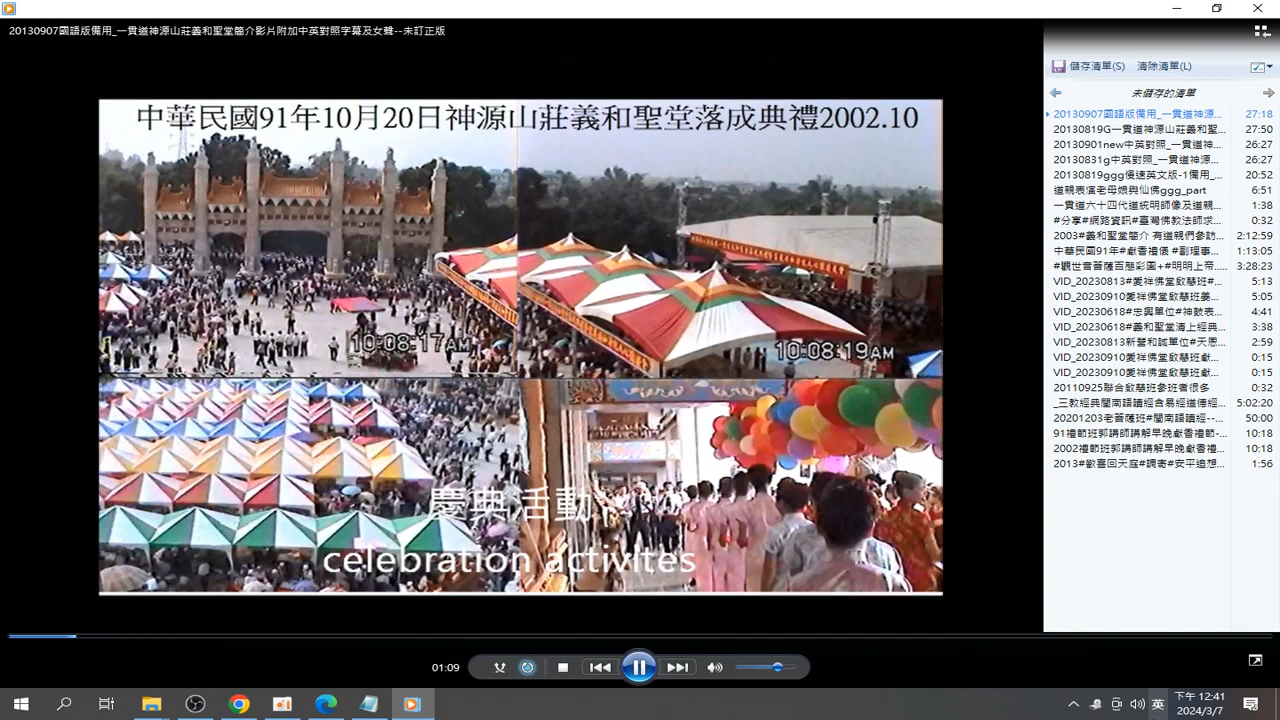 20130907國語版備用_一貫道神源山莊義和聖堂簡介影片附加中英對照字幕及女聲--未訂正版
中華民國91年10月20日神源山莊義和聖堂落成典禮2002.10
10:08:17AM
10:08:19AM
慶典活動
celebration activites
儲存清單(S) 清除清單(L)
未儲存的清單
20130907國語版備用_一貫道神源... 27:18
20130819G一貫道神源山莊義和聖... 27:50
20130901new中英對照_一貫道神... 26:27
20130831g中英對照_一貫道神源... 26:27
20130819ggg慢速英文版-1備用_... 20:52
道親表演老母娘與仙佛ggg_part 6:51
一貫道六十四代道統明師像及道親... 1:38
#分享#網路資訊#臺灣佛教法師求... 0:32
2003#義和聖堂簡介 有道親們參訪... 2:12:59
中華民國91年#獻香禮儀 #副理事... 1:13:05
#觀世音菩薩百態彩圖+#明明上帝... 3:28:23
VID_20230813#愛祥佛堂啟慧班#... 5:13
VID_20230910愛祥佛堂啟慧班姜... 5:05
VID_20230618#忠興單位#神鼓表... 4:41
VID_20230618#義和聖堂濤上經典... 3:38
VID_20230813新營和諴單位#天恩... 2:59
VID_20230910愛祥佛堂啟慧班獻... 0:15
VID_20230910愛祥佛堂啟慧班獻... 0:15
20110925聯合啟慧班參班者很多 0:32
_三教經典閩南語讀經含易經道德經... 5:02:20
20201203老菩薩班#閩南語讀經--... 50:00
91禮節班郭講師講解早晚獻香禮節-... 10:18
2002禮節班郭講師講解早晚獻香禮... 10:18
2013#歡喜回天庭#調寄#安平追想... 1:56
01:09
英
下午 12:41
2024/3/7